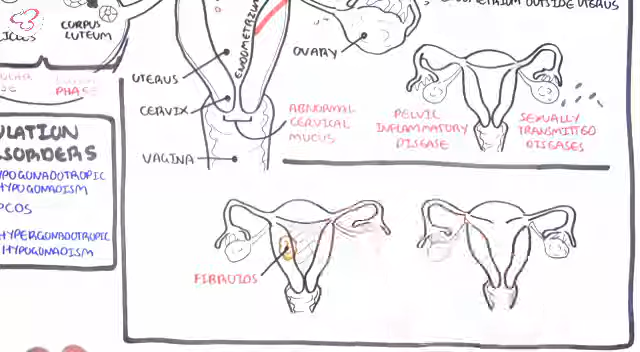 ENDOMETRIUM OUTSIDE UTERUS
CORPUS
LUTEUM
ENDOMETRIUM
OVARY
UTERUS
PHASE
CERVIX
ABNORMAL
CERVICAL
MUCUS
PELVIC
INFLAMMATORY
DISEASE
SEXUALLY
TRANSMITTED
DISEASES
VAGINA
ULATION
SORDERS
YPOGONADOTROPIC
HYPOGONADISM
PCOS
HYPERGONADOTROPIC
HYPOGONADISM
FIBROIDS